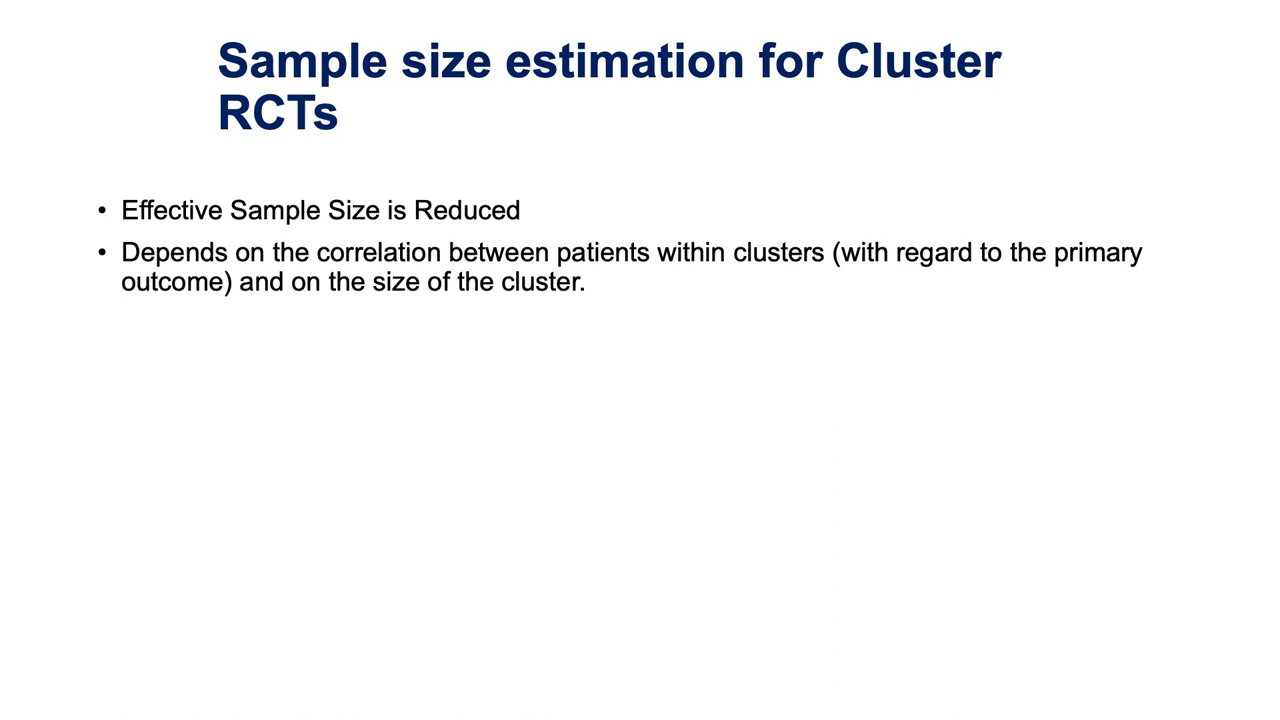 Sample size estimation for Cluster
RCTs
• Effective Sample Size is Reduced
• Depends on the correlation between patients within clusters (with regard to the primary
outcome) and on the size of the cluster.